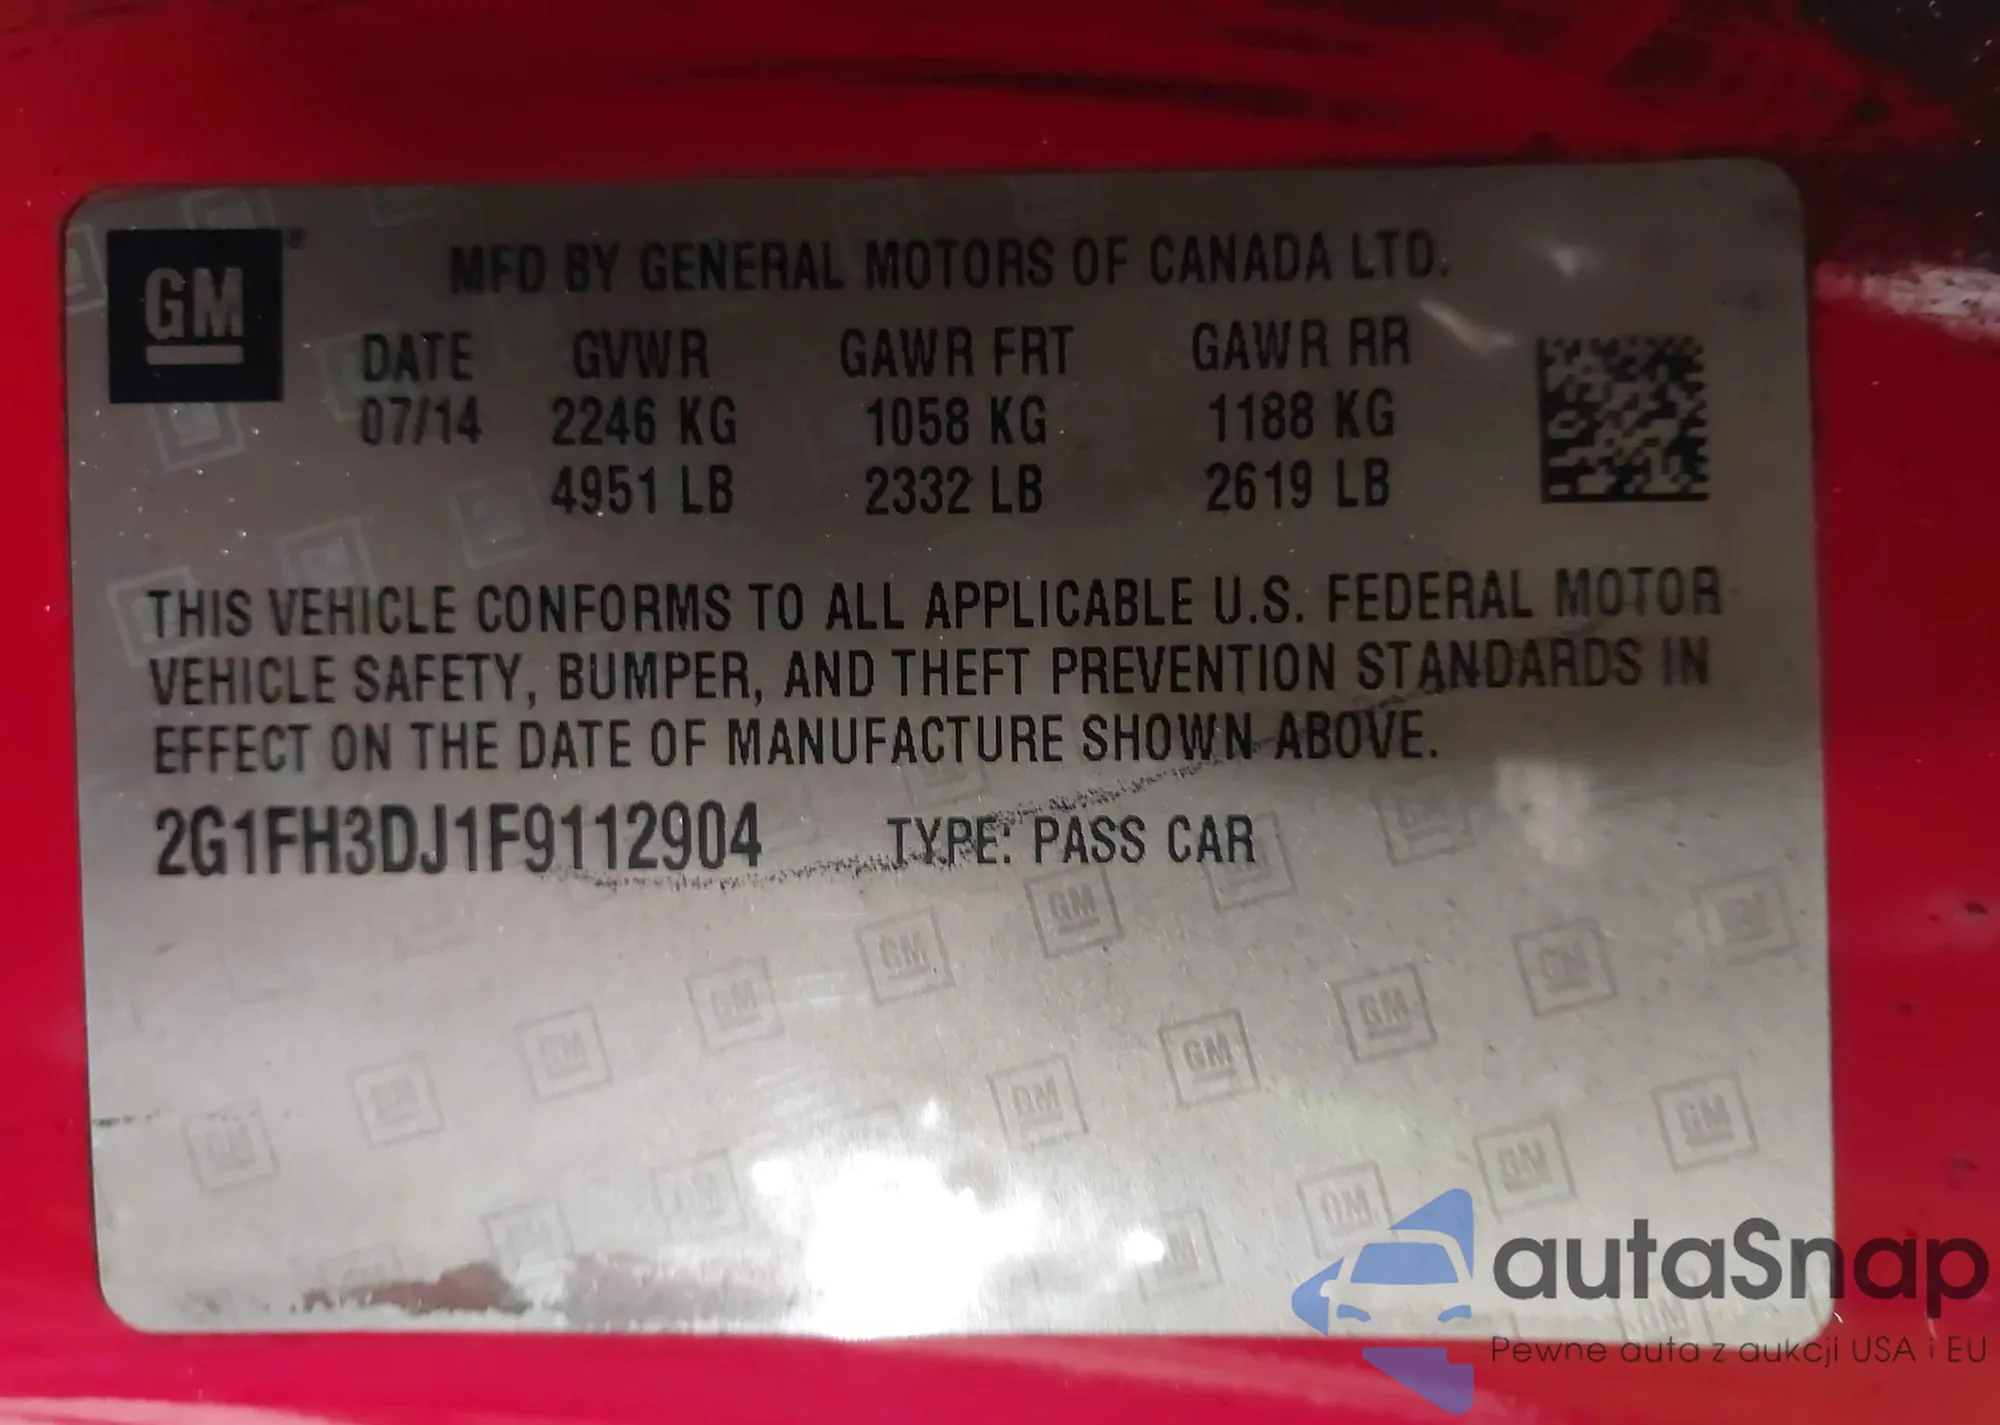 GM
MFD BY GENERAL MOTORS OF CANADA LTD.
DATE GVWR GAWR FRT GAWR RR
07/14 2246 KG 1058 KG 1188 KG
4951 LB 2332 LB 2619 LB
THIS VEHICLE CONFORMS TO ALL APPLICABLE U.S. FEDERAL MOTOR
VEHICLE SAFETY, BUMPER, AND THEFT PREVENTION STANDARDS IN
EFFECT ON THE DATE OF MANUFACTURE SHOWN ABOVE.
2G1FH3DJ1F9112904 TYPE: PASS CAR
autaSnap
Pewne auta z aukcji USA i EU